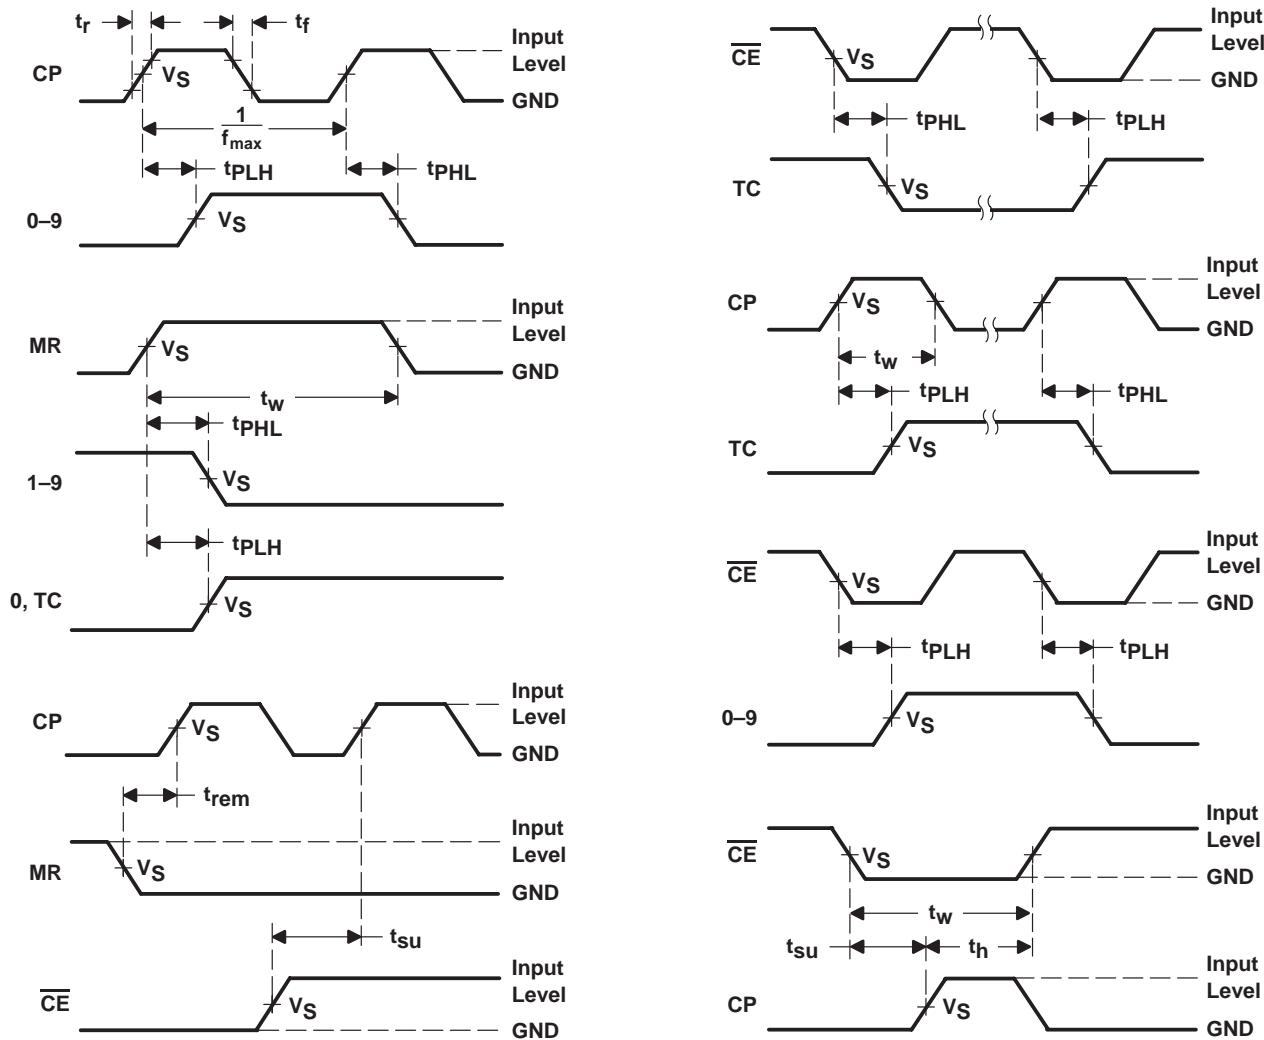 tr
tf
Input
Level
CP
VS
GND
1
fmax
tPLH
tPHL
0–9
VS
Input
Level
MR
VS
GND
tw
tPHL
1–9
VS
tPLH
0, TC
VS
Input
Level
CP
VS
GND
trem
Input
Level
MR
VS
GND
tsu
Input
Level
CE
VS
GND
Input
Level
CE
VS
GND
tPHL
tPLH
TC
VS
Input
Level
CP
VS
GND
tw
tPLH
tPHL
TC
VS
Input
Level
CE
VS
GND
tPLH
tPLH
0–9
VS
Input
Level
CE
VS
GND
tw
tsu
th
Input
Level
CP
VS
GND